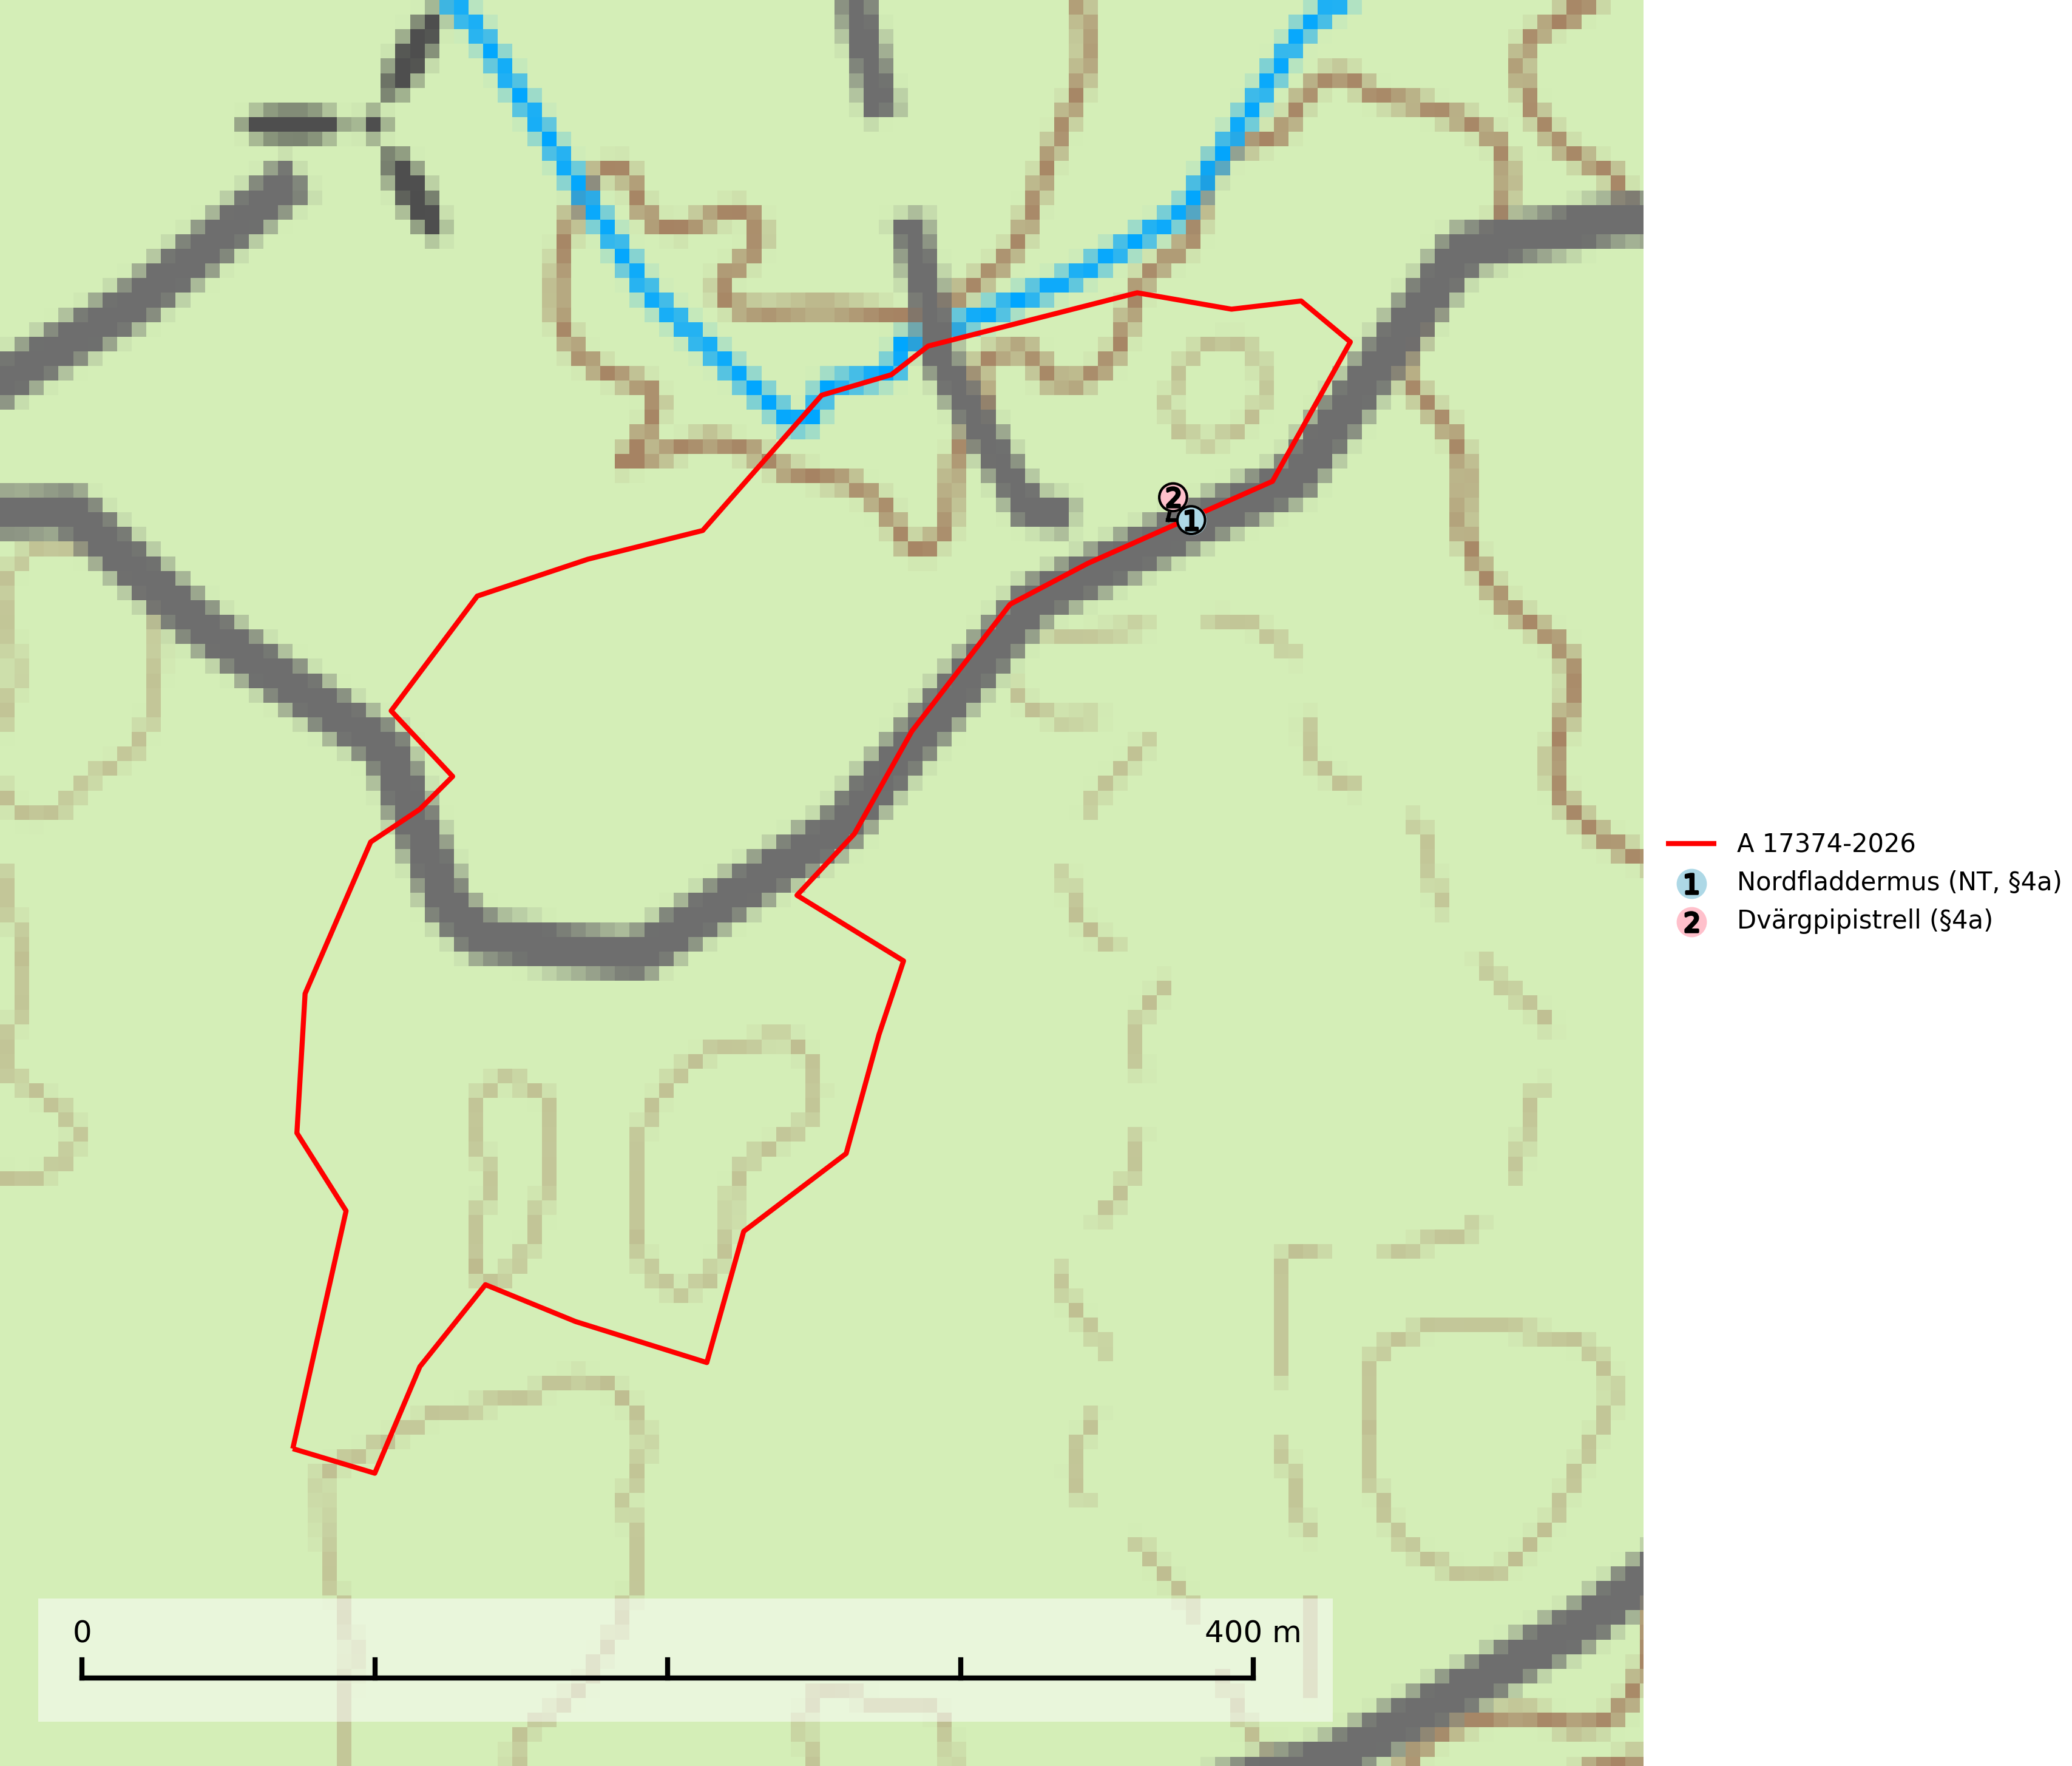 2
1
A 17374-2026
1 Nordfladdermus (NT, §4a)
2 Dvärgpipistrell (§4a)
0 400 m